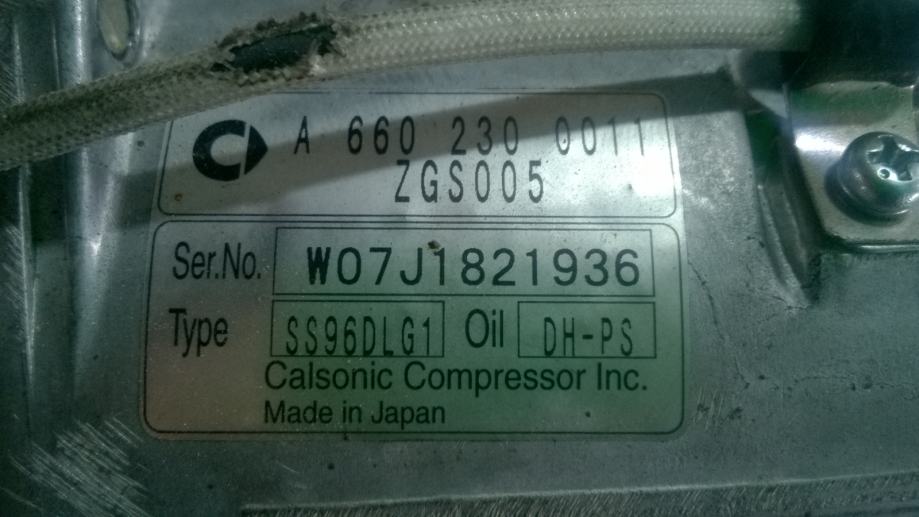 A 660 230 0011
ZGS005
Ser.No. W07J1821936
Type SS96DLG1 Oil DH-PS
Calsonic Compressor Inc.
Made in Japan